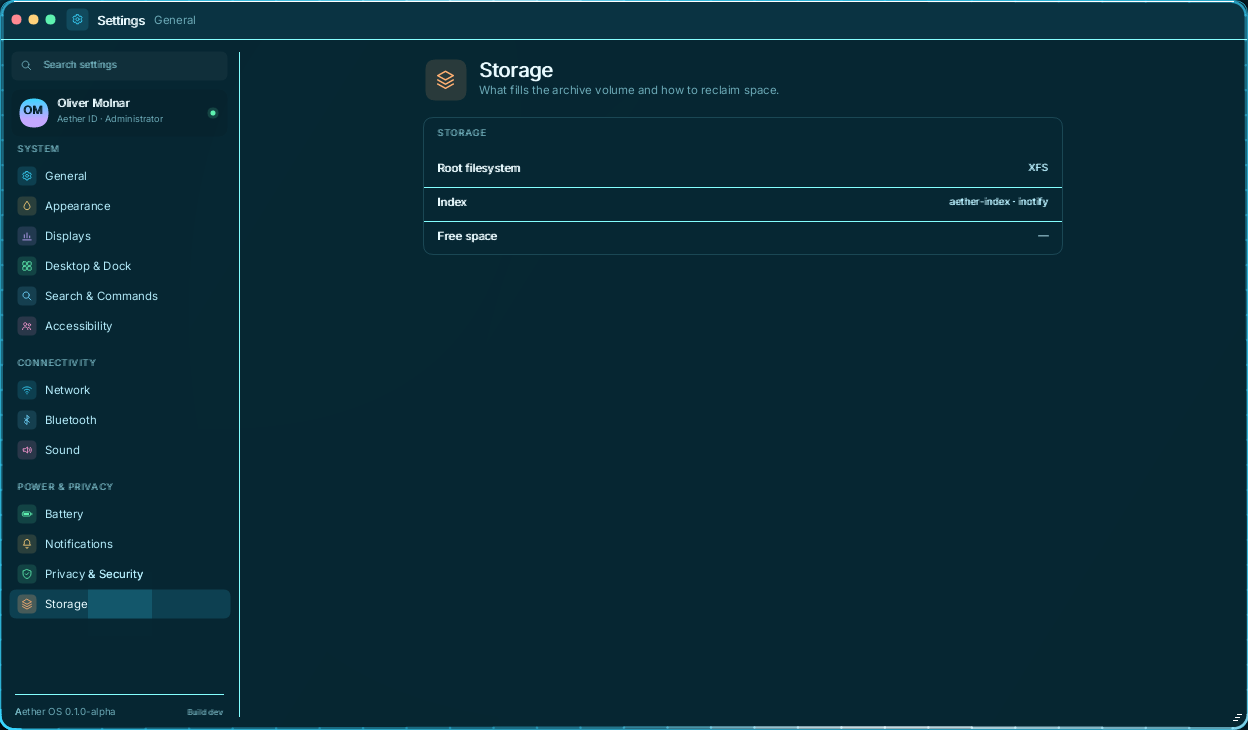 Settings General
Search settings
OM
Oliver Molnar
Aether ID · Administrator
SYSTEM
General
Appearance
Displays
Desktop & Dock
Search & Commands
Accessibility
CONNECTIVITY
Network
Bluetooth
Sound
POWER & PRIVACY
Battery
Notifications
Privacy & Security
Storage
Aether OS 0.1.0-alpha Build dev
Storage
What fills the archive volume and how to reclaim space.
STORAGE
Root filesystem XFS
Index aether-index · inotify
Free space —